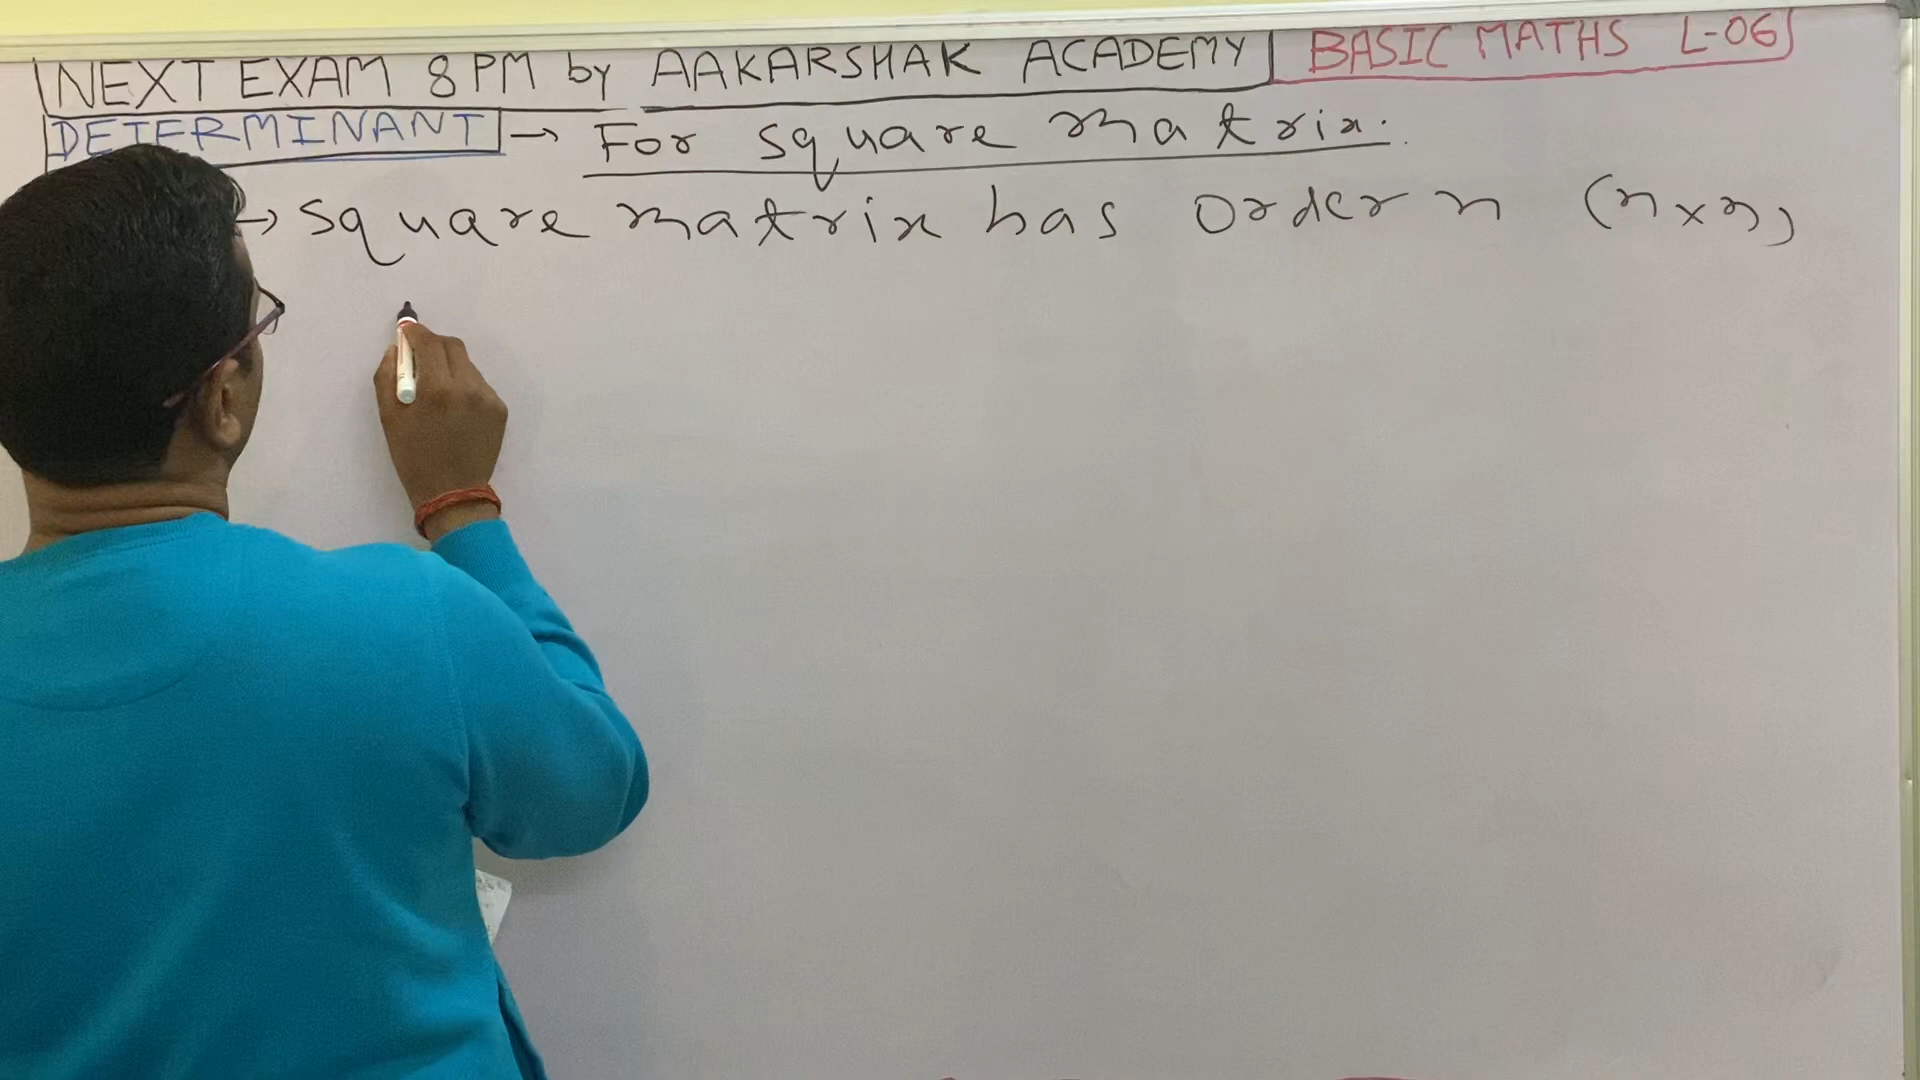 NEXT EXAM 8 PM by AAKARSHAK ACADEMY BASIC MATHS L-06
DETERMINANT → For square matrix.
→ square matrix has order n (n×n)